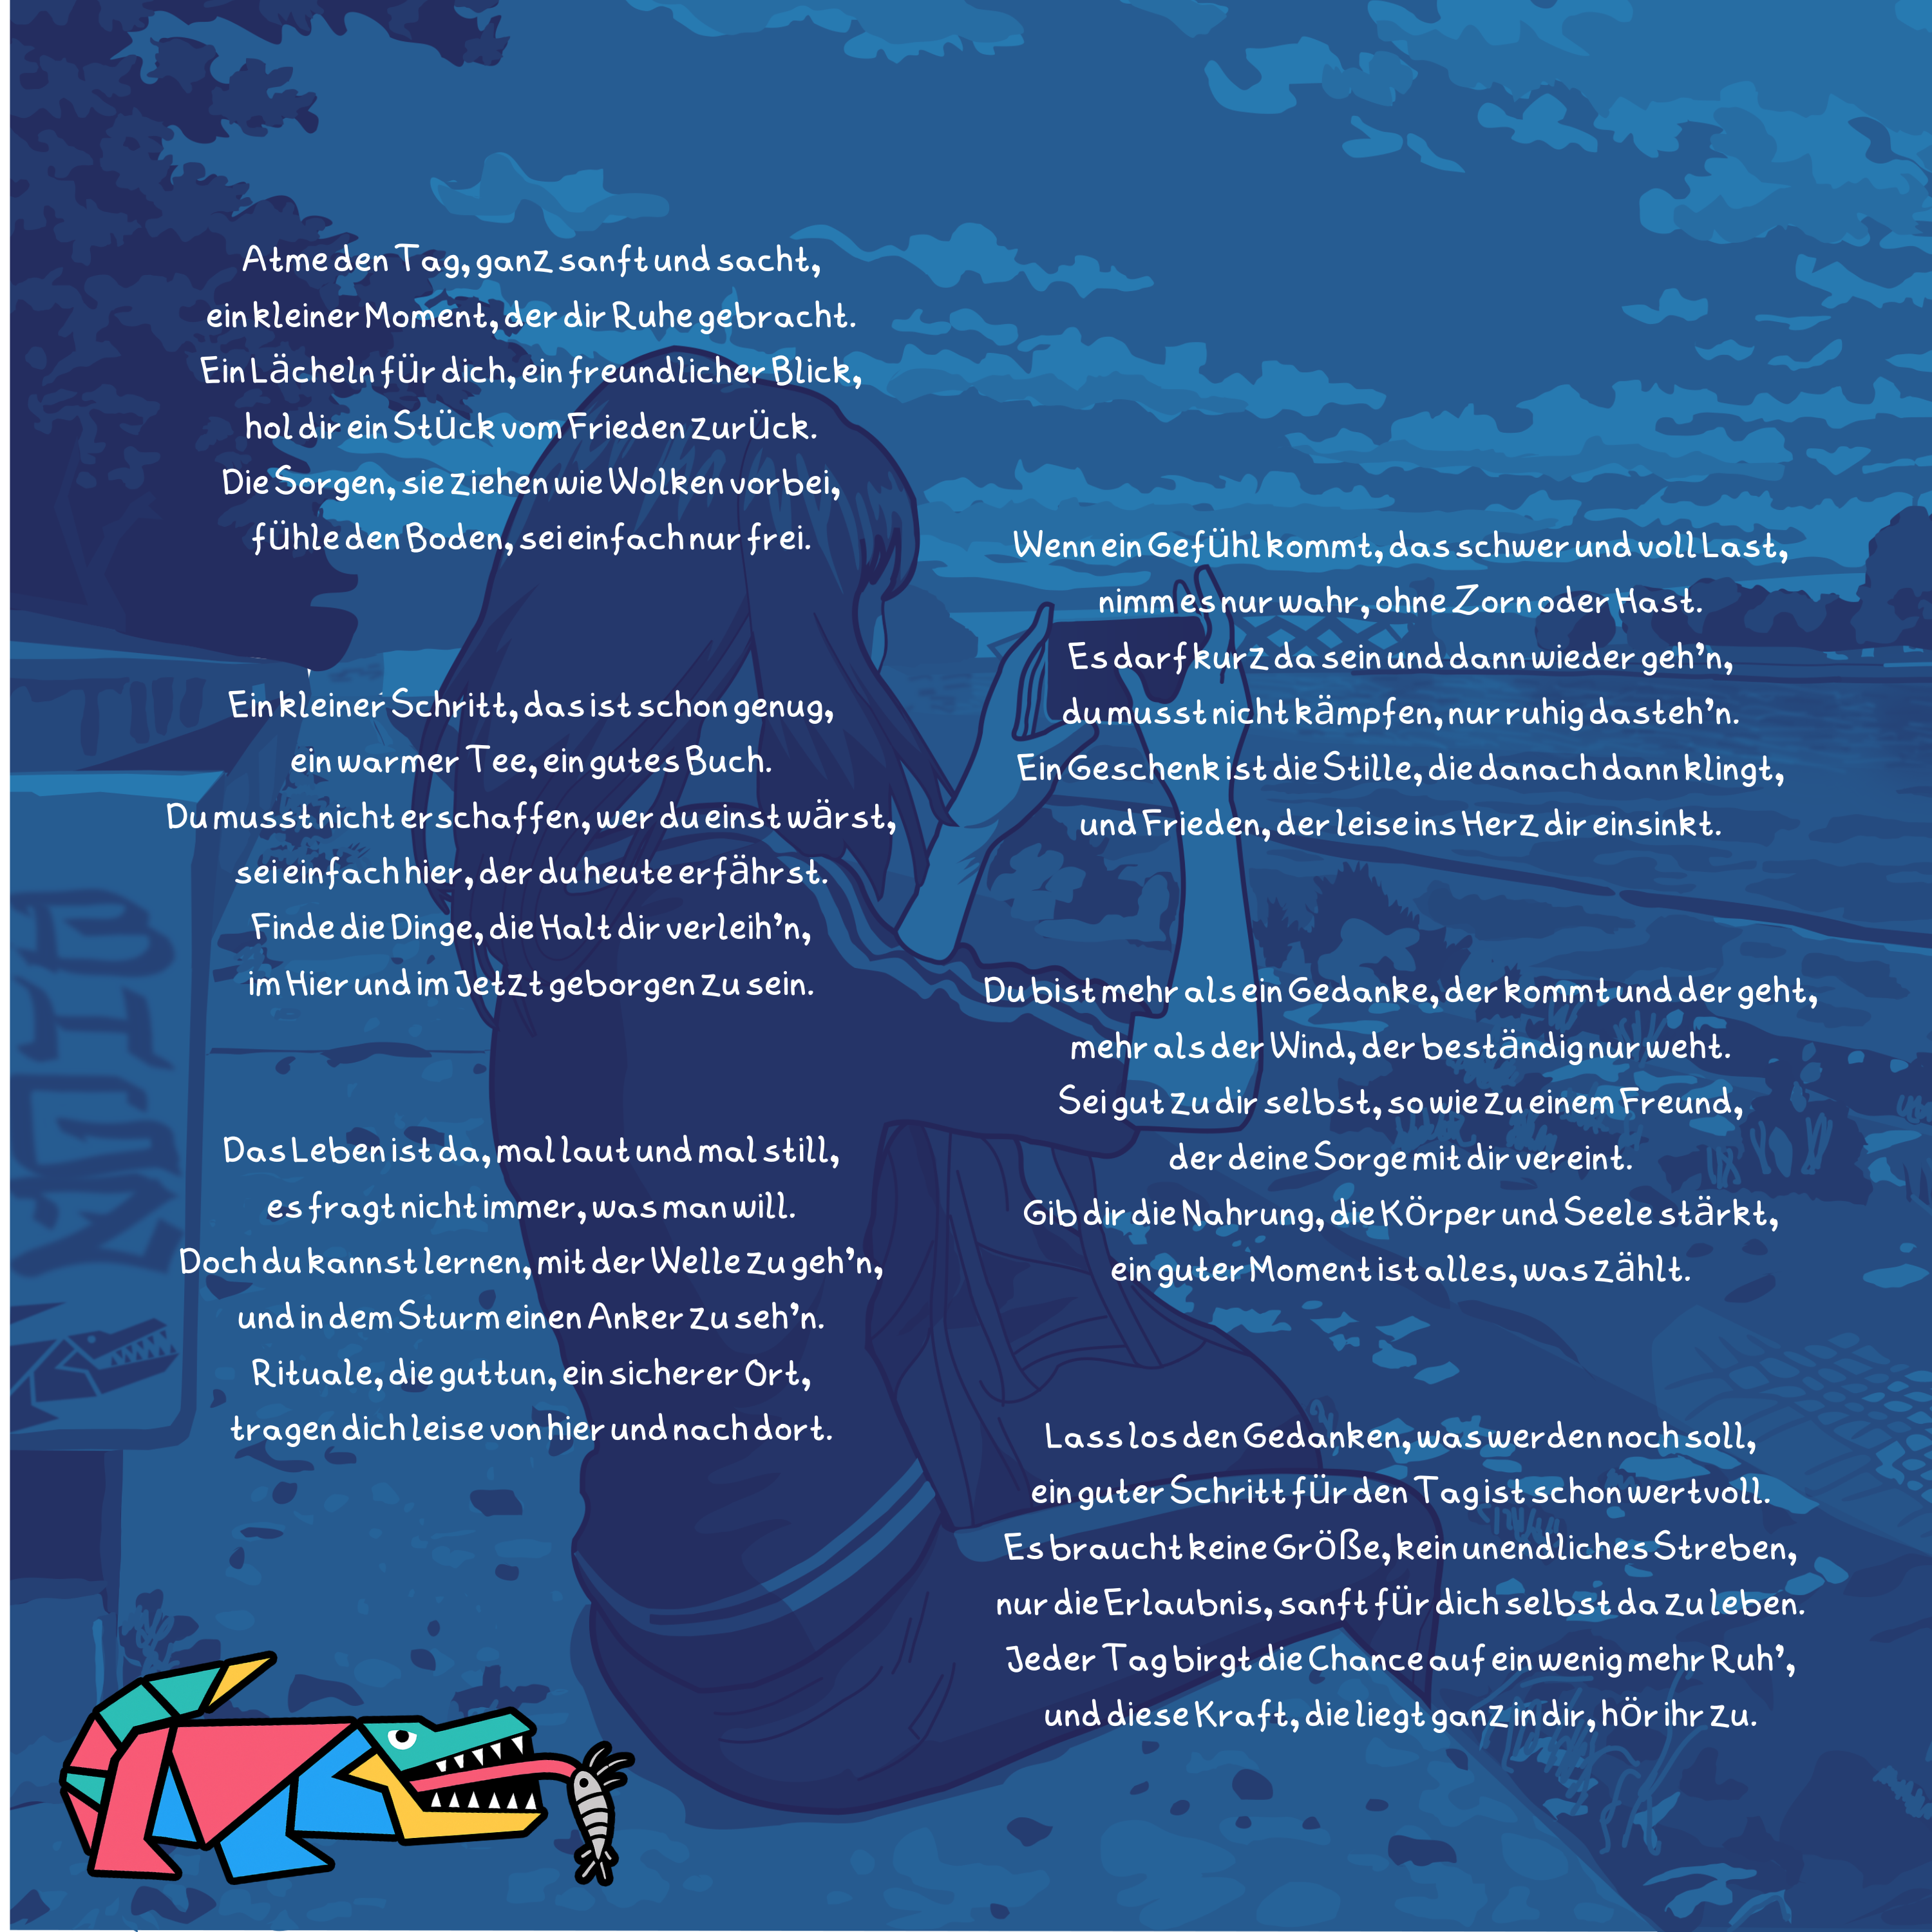 Atme den Tag, ganz sanft und sacht,
ein kleiner Moment, der dir Ruhe gebracht.
Ein Lächeln für dich, ein freundlicher Blick,
hol dir ein Stück vom Frieden zurück.
Die Sorgen, sie ziehen wie Wolken vorbei,
fühle den Boden, sei einfach nur frei.
Ein kleiner Schritt, das ist schon genug,
ein warmer Tee, ein gutes Buch.
Du musst nicht erschaffen, wer du einst wärst,
sei einfach hier, der du heute erfährst.
Finde die Dinge, die Halt dir verleih'n,
im Hier und im Jetzt geborgen zu sein.
Das Leben ist da, mal laut und mal still,
es fragt nicht immer, was man will.
Doch du kannst lernen, mit der Welle zu geh'n,
und in dem Sturm einen Anker zu seh'n.
Rituale, die guttun, ein sicherer Ort,
tragen dich leise von hier und nach dort.
Wenn ein Gefühl kommt, das schwer und voll Last,
nimm es nur wahr, ohne Zorn oder Hast.
Es darf kurz da sein und dann wieder geh'n,
du musst nicht kämpfen, nur ruhig dasteh'n.
Ein Geschenk ist die Stille, die danach dann klingt,
und Frieden, der leise ins Herz dir einsinkt.
Du bist mehr als ein Gedanke, der kommt und der geht,
mehr als der Wind, der beständig nur weht.
Sei gut zu dir selbst, so wie zu einem Freund,
der deine Sorge mit dir vereint.
Gib dir die Nahrung, die Körper und Seele stärkt,
ein guter Moment ist alles, was zählt.
Lass los den Gedanken, was werden noch soll,
ein guter Schritt für den Tag ist schon wertvoll.
Es braucht keine Größe, kein unendliches Streben,
nur die Erlaubnis, sanft für dich selbst da zu leben.
Jeder Tag birgt die Chance auf ein wenig mehr Ruh',
und diese Kraft, die liegt ganz in dir, hör ihr zu.